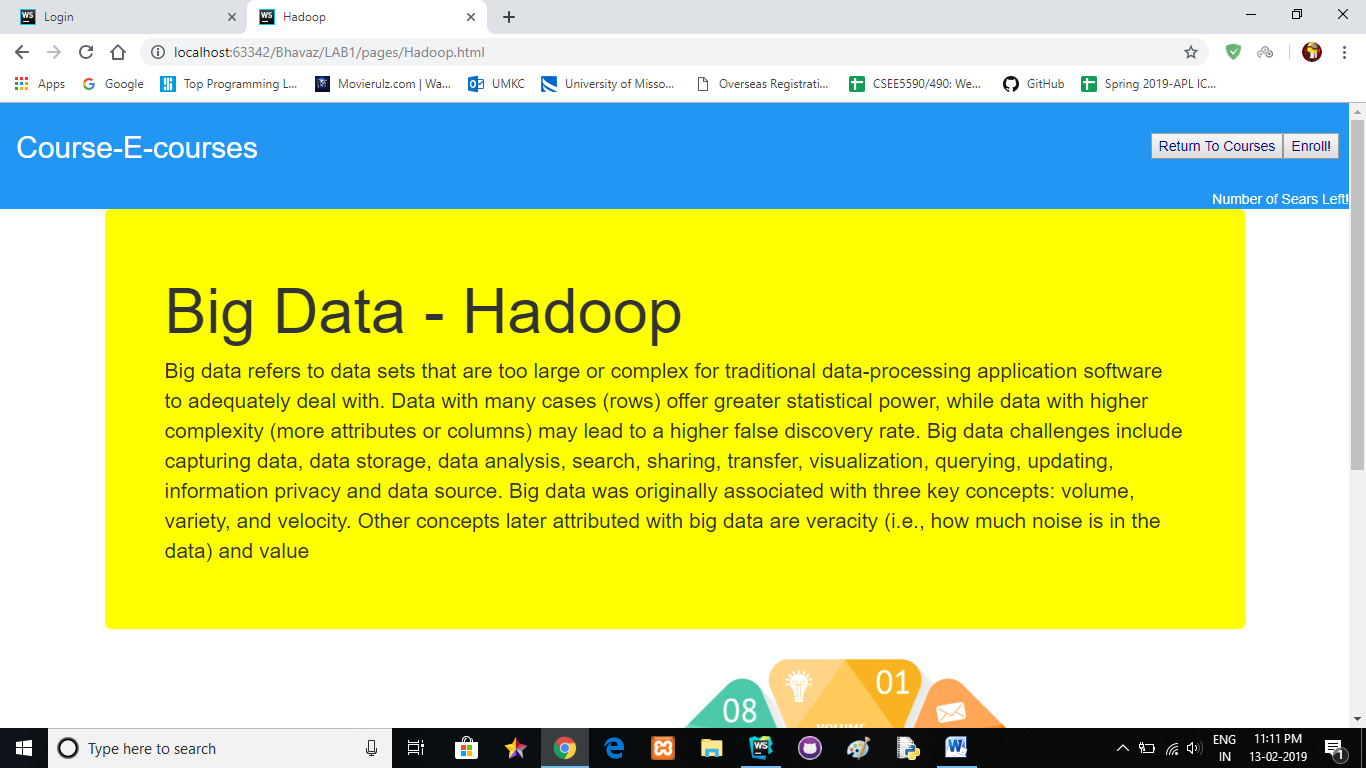 Login
Hadoop
localhost:63342/Bhavaz/LAB1/pages/Hadoop.html
Apps
Google
Top Programming L...
Movierulz.com | Wa...
UMKC
University of Misso...
Overseas Registrati...
CSEE5590/490: We...
GitHub
Spring 2019-APL IC...
Course-E-courses
Return To Courses
Enroll!
Number of Sears Left!
Big Data - Hadoop
Big data refers to data sets that are too large or complex for traditional data-processing application software
to adequately deal with. Data with many cases (rows) offer greater statistical power, while data with higher
complexity (more attributes or columns) may lead to a higher false discovery rate. Big data challenges include
capturing data, data storage, data analysis, search, sharing, transfer, visualization, querying, updating,
information privacy and data source. Big data was originally associated with three key concepts: volume,
variety, and velocity. Other concepts later attributed with big data are veracity (i.e., how much noise is in the
data) and value
01
08
VOLUME
Type here to search
ENG
IN
11:11 PM
13-02-2019
1